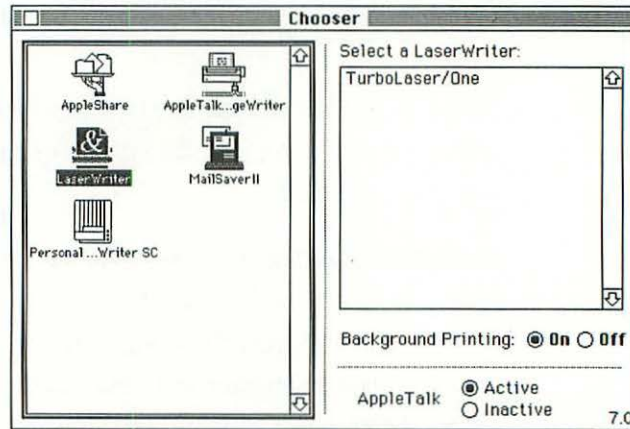 Chooser
AppleShare
AppleTalk...geWriter
LaserWriter
MailSaverII
Personal ...Writer SC
Select a LaserWriter:
TurboLaser/One
Background Printing: On Off
AppleTalk
Active
Inactive
7.0